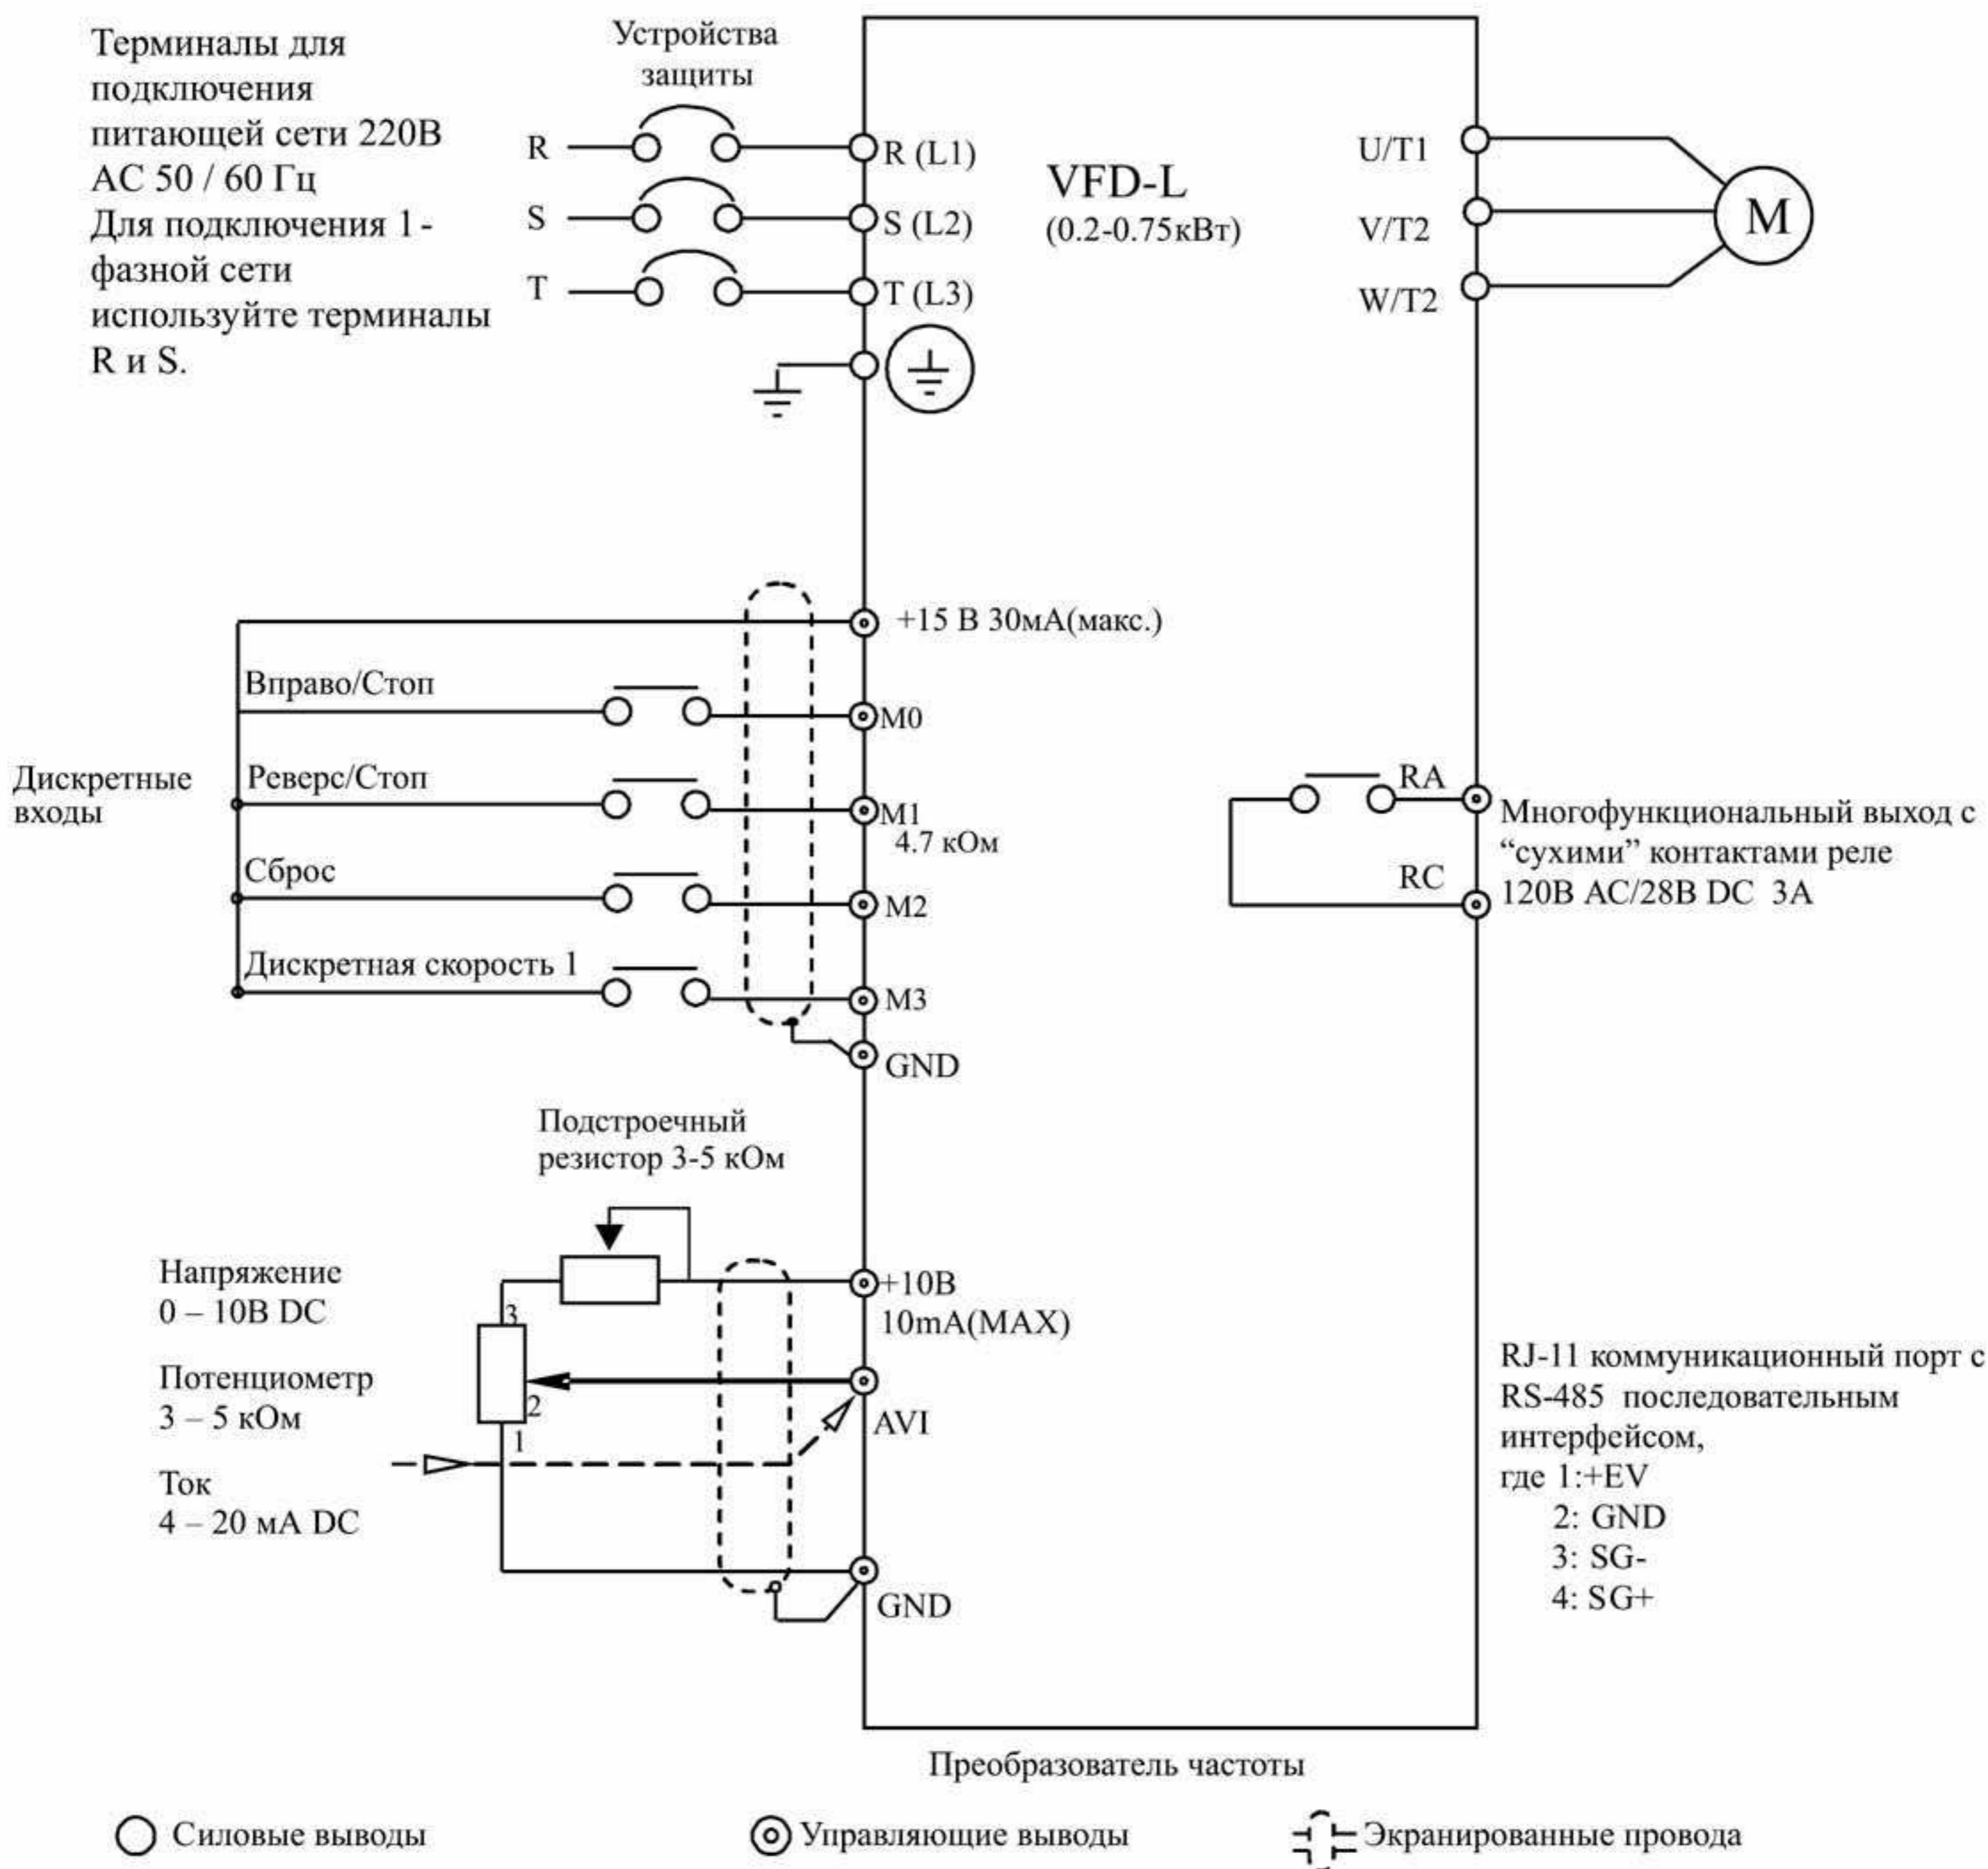 Терминалы для
подключения
питающей сети 220В
АС 50 / 60 Гц
Для подключения 1-
фазной сети
используйте терминалы
R и S.
Устройства
защиты
R
S
T
R (L1)
S (L2)
T (L3)
VFD-L
(0.2-0.75кВт)
U/T1
V/T2
W/T2
M
+15 В 30мА(макс.)
Вправо/Стоп
M0
Дискретные
входы
Реверс/Стоп
M1
4.7 кОм
Сброс
M2
Дискретная скорость 1
M3
GND
RA
RC
Многофункциональный выход с
“сухими” контактами реле
120В AC/28В DC 3А
Подстроечный
резистор 3-5 кОм
Напряжение
0 – 10В DC
Потенциометр
3 – 5 кОм
Ток
4 – 20 мА DC
3
2
1
+10В
10mA(MAX)
AVI
GND
RJ-11 коммуникационный порт с
RS-485 последовательным
интерфейсом,
где 1:+EV
2: GND
3: SG-
4: SG+
Преобразователь частоты
Силовые выводы
Управляющие выводы
Экранированные провода